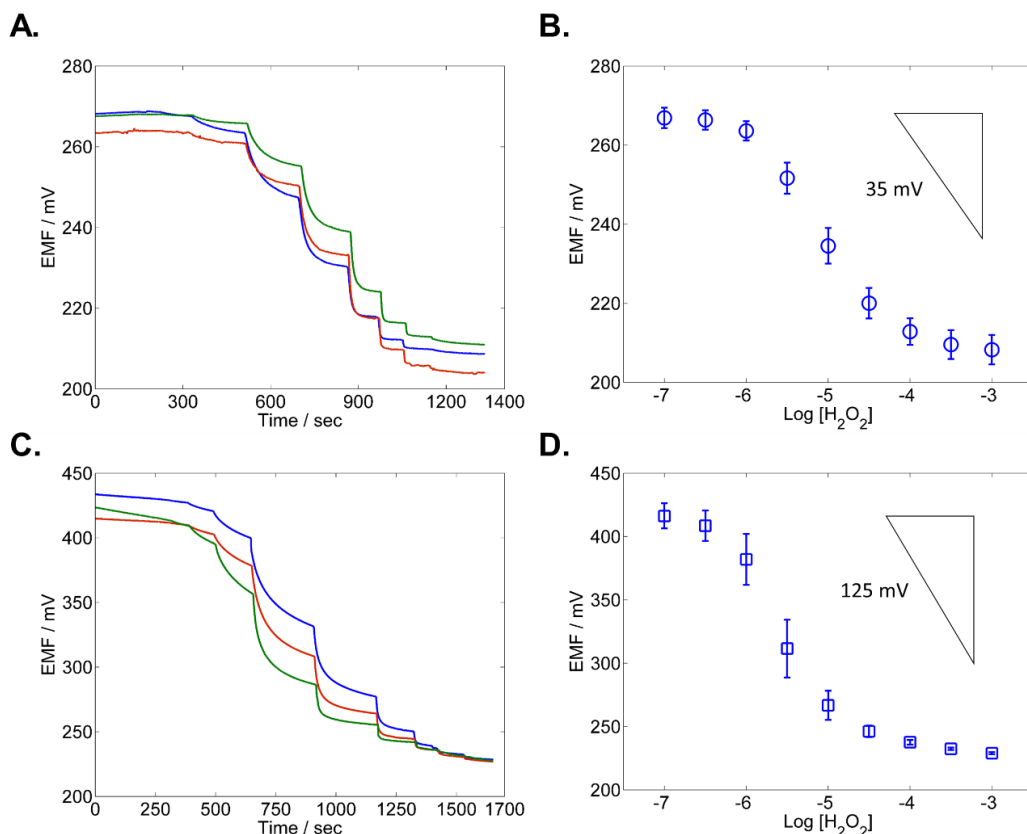 A.
280
260
240
220
200
EMF / mV
0 300 600 900 1200 1400
Time / sec
B.
280
260
240
220
200
EMF / mV
35 mV
-7 -6 -5 -4 -3
Log [H₂O₂]
C.
450
400
350
300
250
200
EMF / mV
0 250 500 750 1000 1250 1500 1700
Time / sec
D.
450
400
350
300
250
200
EMF / mV
125 mV
-7 -6 -5 -4 -3
Log [H₂O₂]